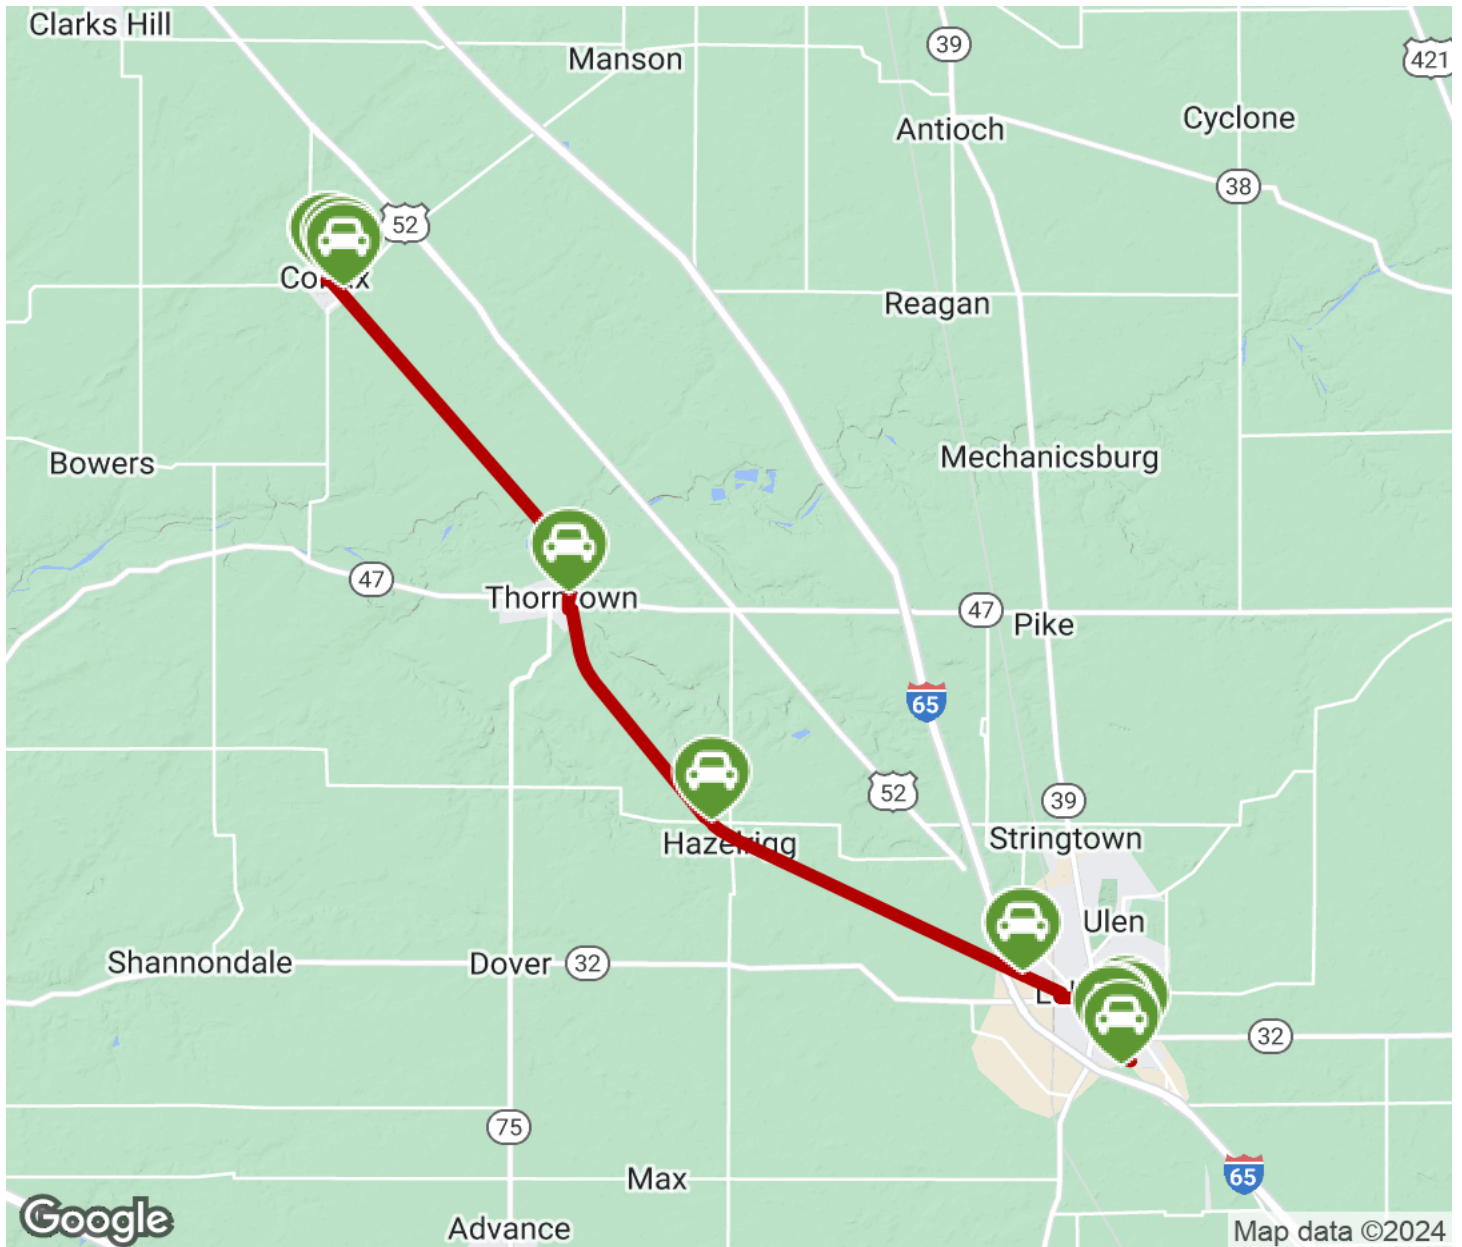 Clarks Hill
Manson
39
421
Antioch
Cyclone
38
52
Reagan
Bowers
Mechanicsburg
47
47
Pike
65
52
39
Stringtown
Ulen
Shannondale
Dover
32
32
75
Max
65
Advance
Google
Map data ©2024